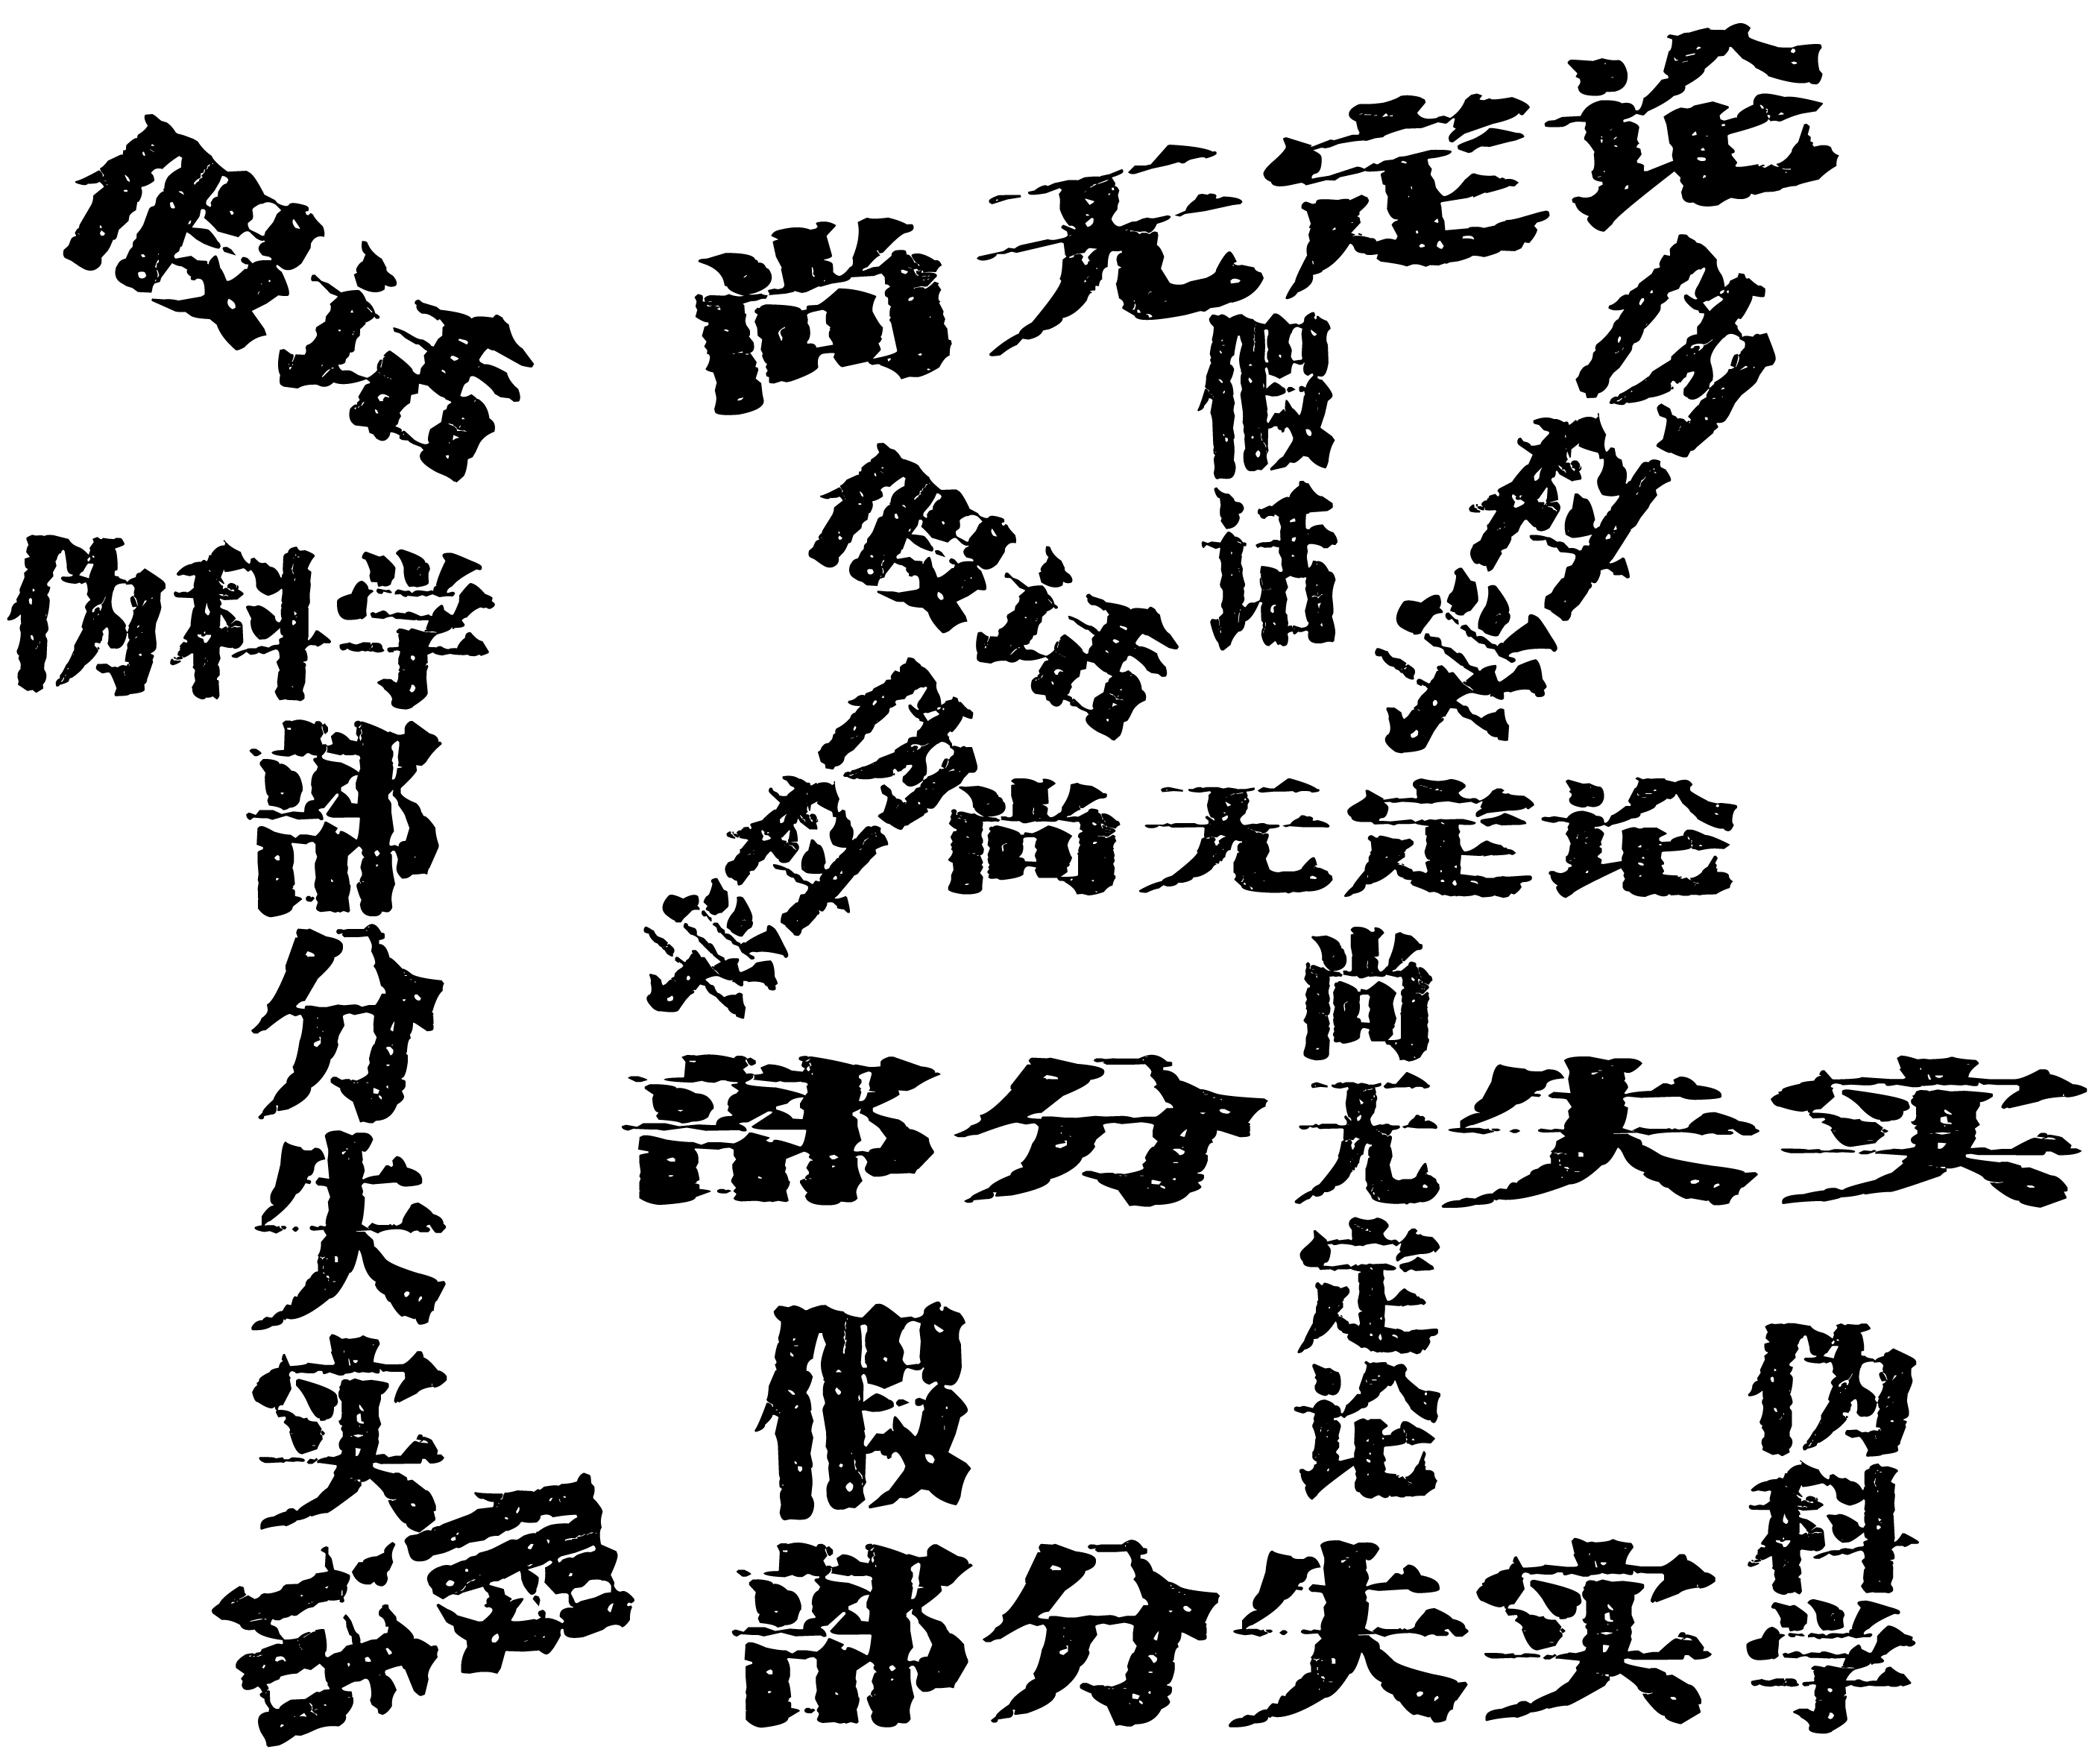 尚无定论
假话
伪科学
假话
伪科学
假话
伪科学
部分失实
尚无定论
尚无定论
部分失实
假
伪科学
假话
部分失实